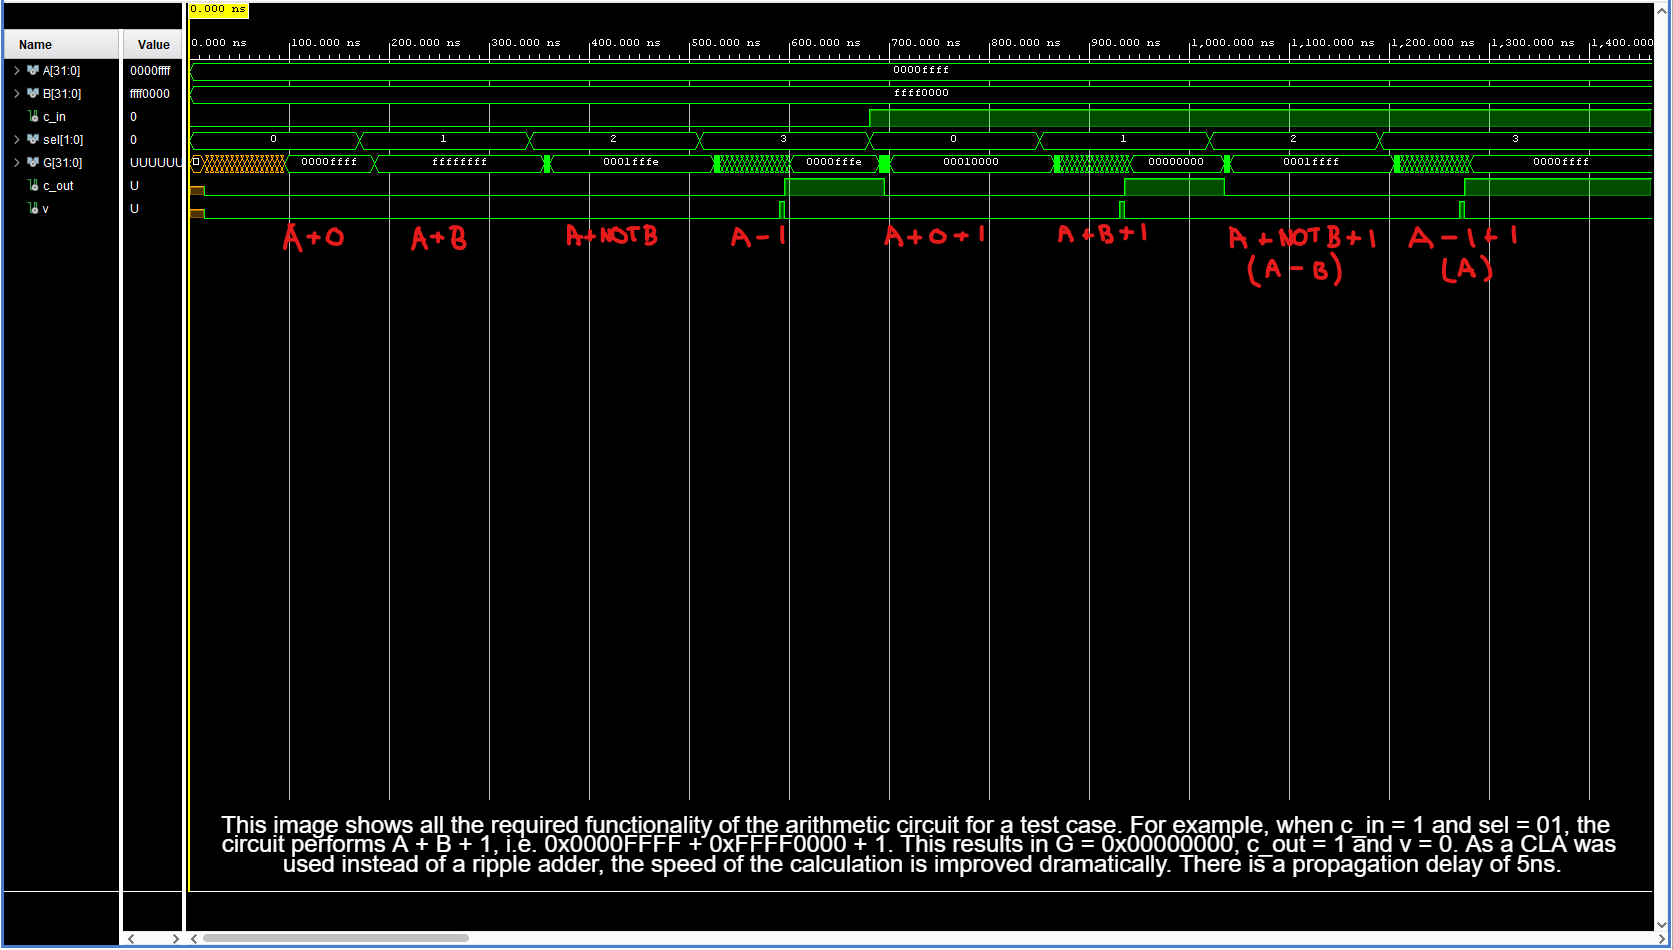 0.000 ns
Name Value
0.000 ns 100.000 ns 200.000 ns 300.000 ns 400.000 ns 500.000 ns 600.000 ns 700.000 ns 800.000 ns 900.000 ns 1,000.000 ns 1,100.000 ns 1,200.000 ns 1,300.000 ns 1,400.000
A[31:0] 0000ffff 0000ffff
B[31:0] ffff0000 ffff0000
c_in 0
sel[1:0] 0 0 1 2 3 0 1 2 3
G[31:0] UUUUUU 0000ffff ffffffff 0001fffe 0000fffe 00010000 00000000 0001ffff 0000ffff
c_out U
v U
A+0 A+B A+NOTB A-1 A+0+1 A+B+1 A+NOTB+1 A-1+1
(A-B) (A)
This image shows all the required functionality of the arithmetic circuit for a test case. For example, when c_in = 1 and sel = 01, the
circuit performs A + B + 1, i.e. 0x0000FFFF + 0xFFFF0000 + 1. This results in G = 0x00000000, c_out = 1 and v = 0. As a CLA was
used instead of a ripple adder, the speed of the calculation is improved dramatically. There is a propagation delay of 5ns.